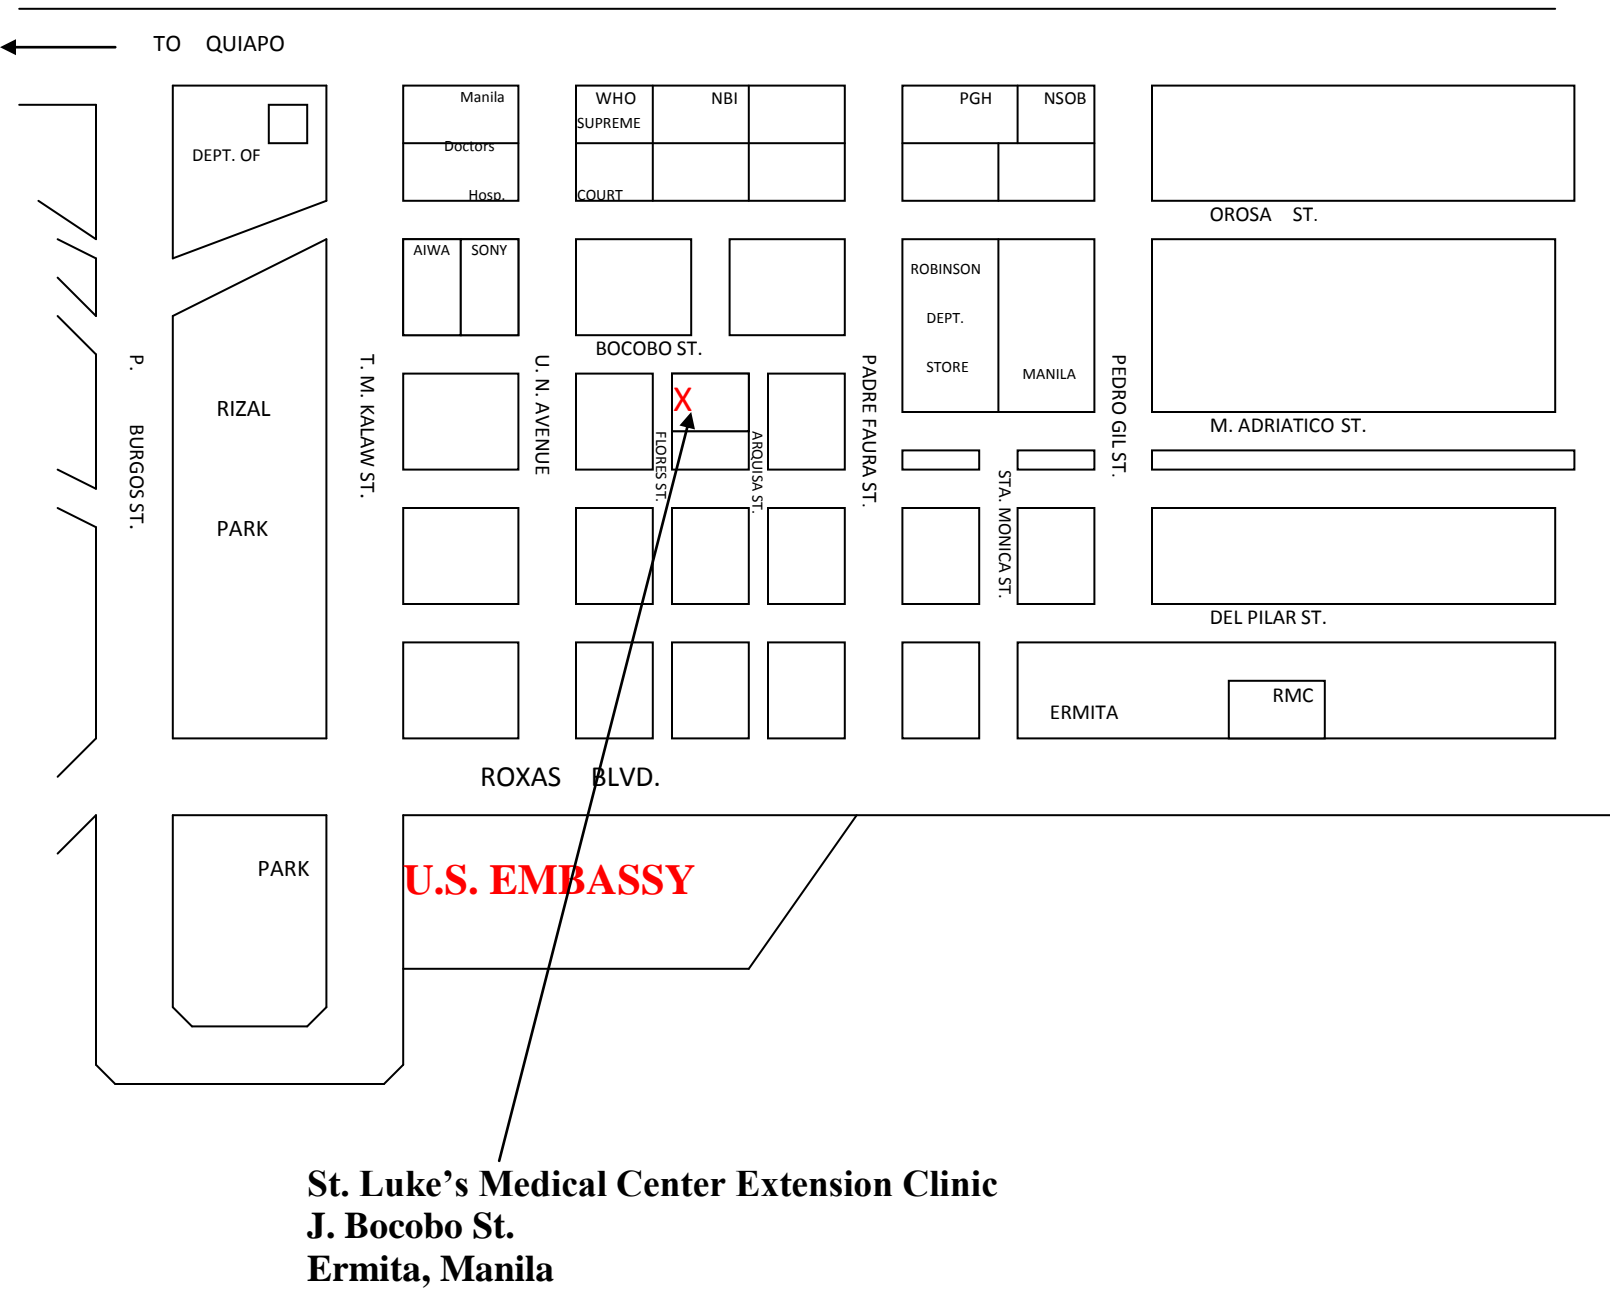 TO QUIAPO
Manila
Doctors
Hosp.
WHO
SUPREME
COURT
NBI
PGH
NSOB
DEPT. OF
OROSA ST.
AIWA
SONY
ROBINSON
DEPT.
STORE
MANILA
BOCOBO ST.
P. BURGOS ST.
RIZAL
PARK
T. M. KALAW ST.
U. N. AVENUE
X
FLORES ST.
ARQUISA ST.
PADRE FAURA ST.
PEDRO GIL ST.
M. ADRIATICO ST.
STA. MONICA ST.
DEL PILAR ST.
ERMITA
RMC
ROXAS BLVD.
PARK
U.S. EMBASSY
St. Luke’s Medical Center Extension Clinic
J. Bocobo St.
Ermita, Manila